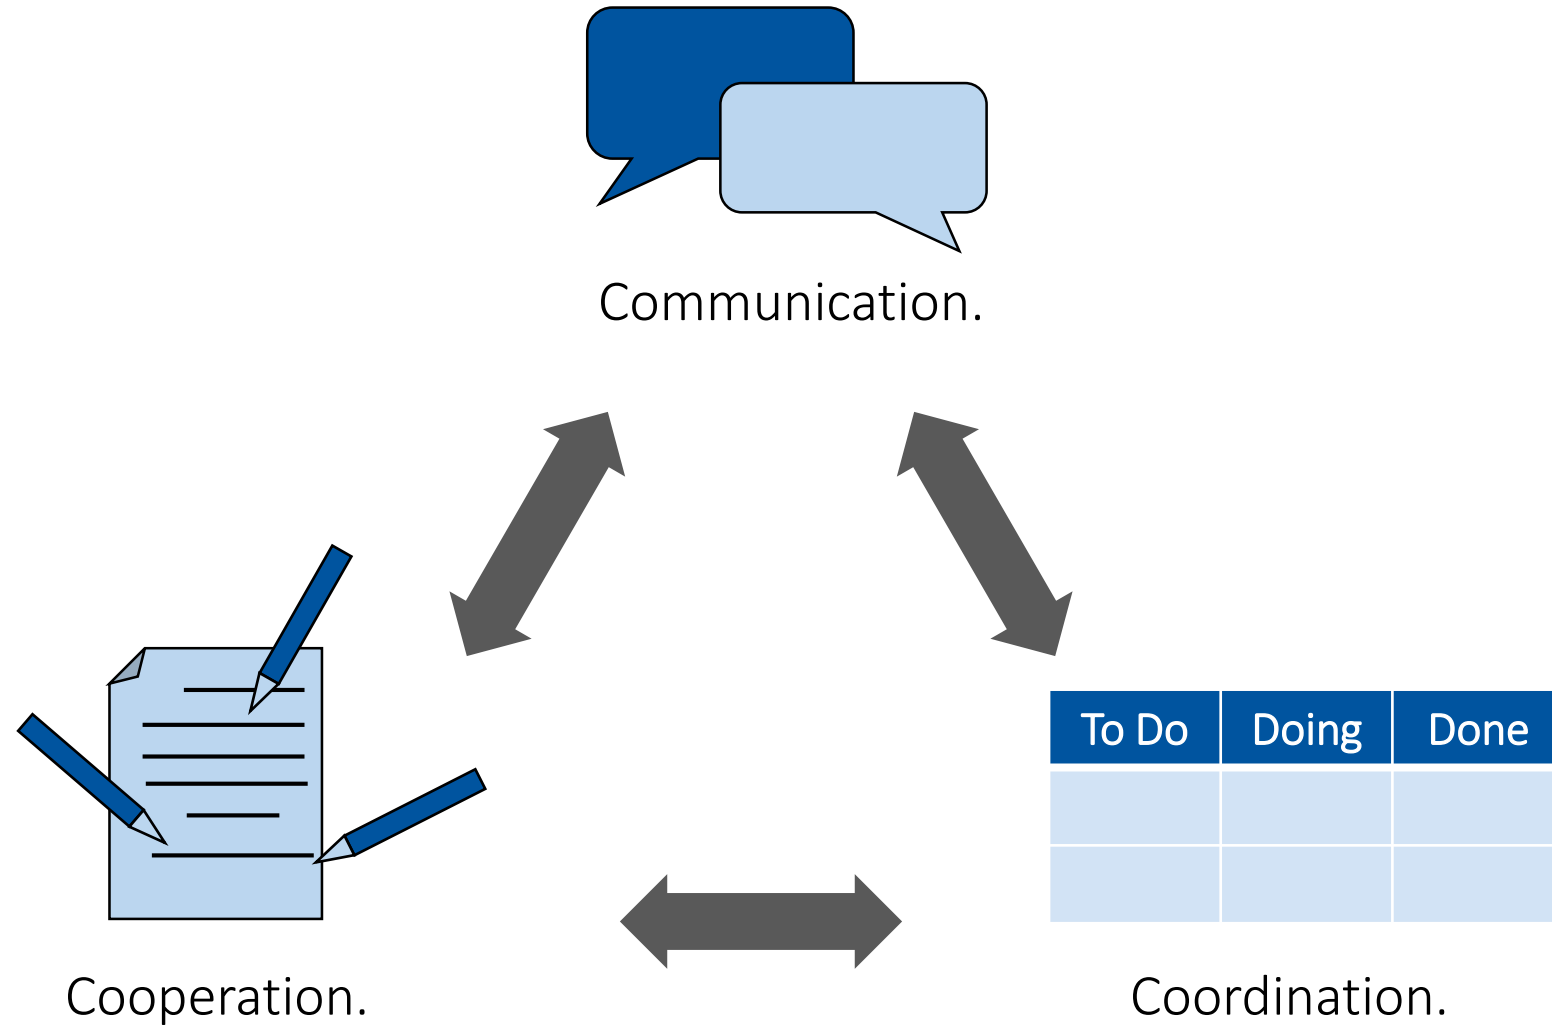 Communication.
To Do Doing Done
Cooperation.
Coordination.